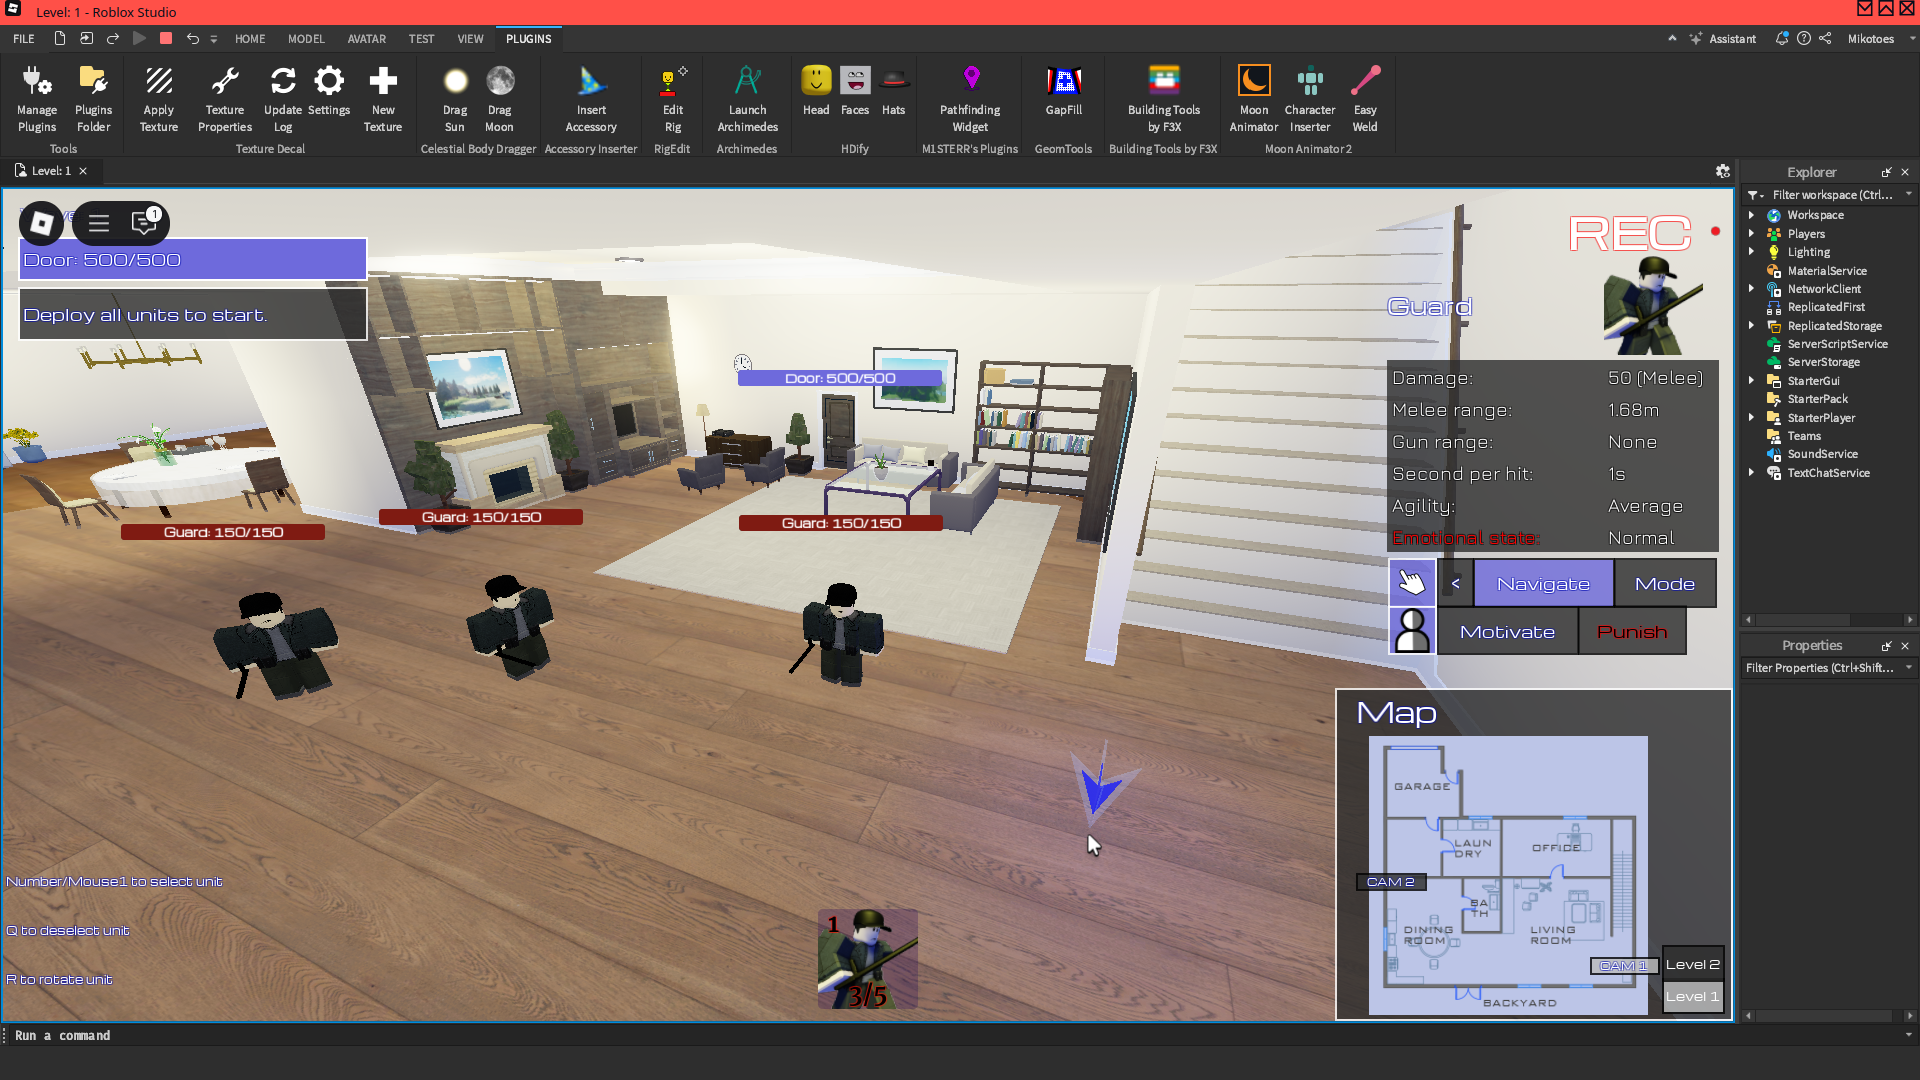 Level: 1 - Roblox Studio
FILE
HOME
MODEL
AVATAR
TEST
VIEW
PLUGINS
Assistant
Mikotoes
Manage Plugins
Plugins Folder
Tools
Apply Texture
Texture Properties
Update Log
Settings
New Texture
Texture Decal
Drag Sun
Drag Moon
Celestial Body Dragger
Insert Accessory
Accessory Inserter
Edit Rig
RigEdit
Launch Archimedes
Archimedes
Head
Faces
Hats
HDify
Pathfinding Widget
M1STERR's Plugins
GapFill
GeomTools
Building Tools by F3X
Building Tools by F3X
Moon Animator
Character Inserter
Easy Weld
Moon Animator 2
Level: 1
1
Door: 500/500
Deploy all units to start.
REC
Guard
Door: 500/500
Damage: 50 (Melee)
Melee range: 1.68m
Gun range: None
Second per hit: 1s
Agility: Average
Emotional state: Normal
Guard: 150/150
Guard: 150/150
Guard: 150/150
< Navigate Mode
Motivate Punish
Map
GARAGE
LAUN
DRY
OFFICE
CAM 2
BA
TH
DINING
ROOM
LIVING
ROOM
CAM 1
BACKYARD
Level 2
Level 1
Number/Mouse1 to select unit
Q to deselect unit
R to rotate unit
1
3/5
Run a command
Explorer
Filter workspace (Ctrl...
Workspace
Players
Lighting
MaterialService
NetworkClient
ReplicatedFirst
ReplicatedStorage
ServerScriptService
ServerStorage
StarterGui
StarterPack
StarterPlayer
Teams
SoundService
TextChatService
Properties
Filter Properties (Ctrl+Shift...